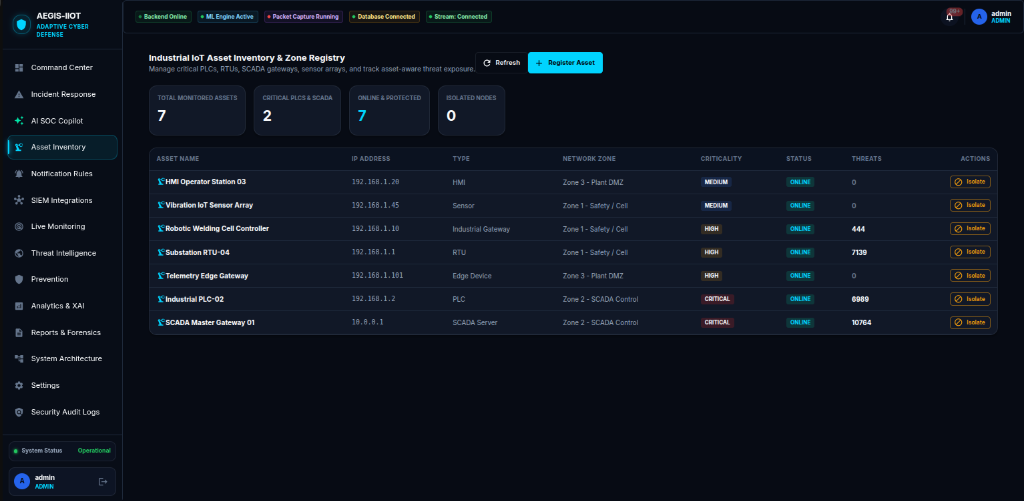 AEGIS-IIOT
ADAPTIVE CYBER
DEFENSE
Backend Online
ML Engine Active
Packet Capture Running
Database Connected
Stream: Connected
A
admin
ADMIN
Command Center
Incident Response
AI SOC Copilot
Asset Inventory
Notification Rules
SIEM Integrations
Live Monitoring
Threat Intelligence
Prevention
Analytics & XAI
Reports & Forensics
System Architecture
Settings
Security Audit Logs
System Status Operational
A
admin
ADMIN
Industrial IoT Asset Inventory & Zone Registry
Manage critical PLCs, RTUs, SCADA gateways, sensor arrays, and track asset-aware threat exposure.
Refresh
+ Register Asset
TOTAL MONITORED ASSETS
7
CRITICAL PLCS & SCADA
2
ONLINE & PROTECTED
7
ISOLATED NODES
0
ASSET NAME IP ADDRESS TYPE NETWORK ZONE CRITICALITY STATUS THREATS ACTIONS
HMI Operator Station 03 192.168.1.20 HMI Zone 3 - Plant DMZ MEDIUM ONLINE 0 Isolate
Vibration IoT Sensor Array 192.168.1.45 Sensor Zone 1 - Safety / Cell MEDIUM ONLINE 0 Isolate
Robotic Welding Cell Controller 192.168.1.10 Industrial Gateway Zone 1 - Safety / Cell HIGH ONLINE 444 Isolate
Substation RTU-04 192.168.1.1 RTU Zone 1 - Safety / Cell HIGH ONLINE 7139 Isolate
Telemetry Edge Gateway 192.168.1.101 Edge Device Zone 3 - Plant DMZ HIGH ONLINE 0 Isolate
Industrial PLC-02 192.168.1.2 PLC Zone 2 - SCADA Control CRITICAL ONLINE 6989 Isolate
SCADA Master Gateway 01 10.0.0.1 SCADA Server Zone 2 - SCADA Control CRITICAL ONLINE 10764 Isolate